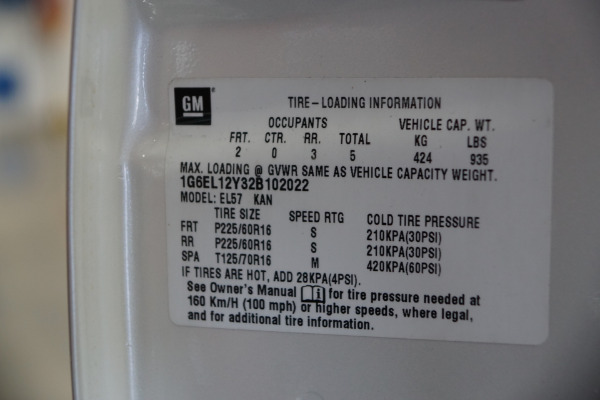 GM
TIRE-LOADING INFORMATION
OCCUPANTS VEHICLE CAP. WT.
FRT. CTR. RR. TOTAL KG LBS
2 0 3 5 424 935
MAX. LOADING @ GVWR SAME AS VEHICLE CAPACITY WEIGHT.
1G6EL12Y32B102022
MODEL: EL57 KAN
TIRE SIZE SPEED RTG COLD TIRE PRESSURE
FRT P225/60R16 S 210KPA(30PSI)
RR P225/60R16 S 210KPA(30PSI)
SPA T125/70R16 M 420KPA(60PSI)
IF TIRES ARE HOT, ADD 28KPA(4PSI).
See Owner's Manual i for tire pressure needed at
160 Km/H (100 mph) or higher speeds, where legal,
and for additional tire information.